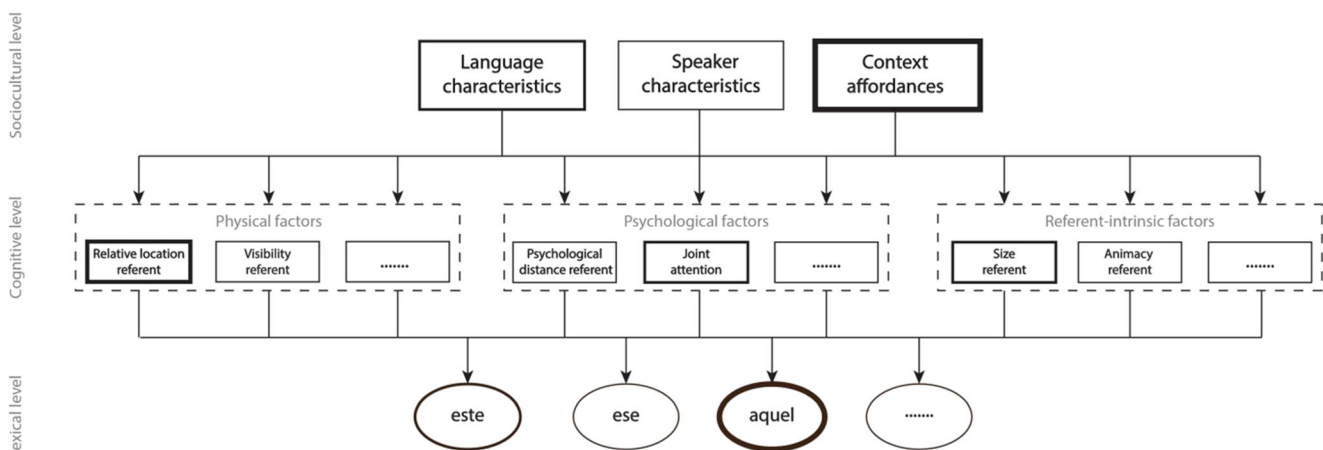 Sociocultural level
Language
characteristics
Speaker
characteristics
Context
affordances
Cognitive level
Physical factors
Relative location
referent
Visibility
referent
.......
Psychological factors
Psychological
distance referent
Joint
attention
.......
Referent-intrinsic factors
Size
referent
Animacy
referent
.......
exical level
este
ese
aquel
.......